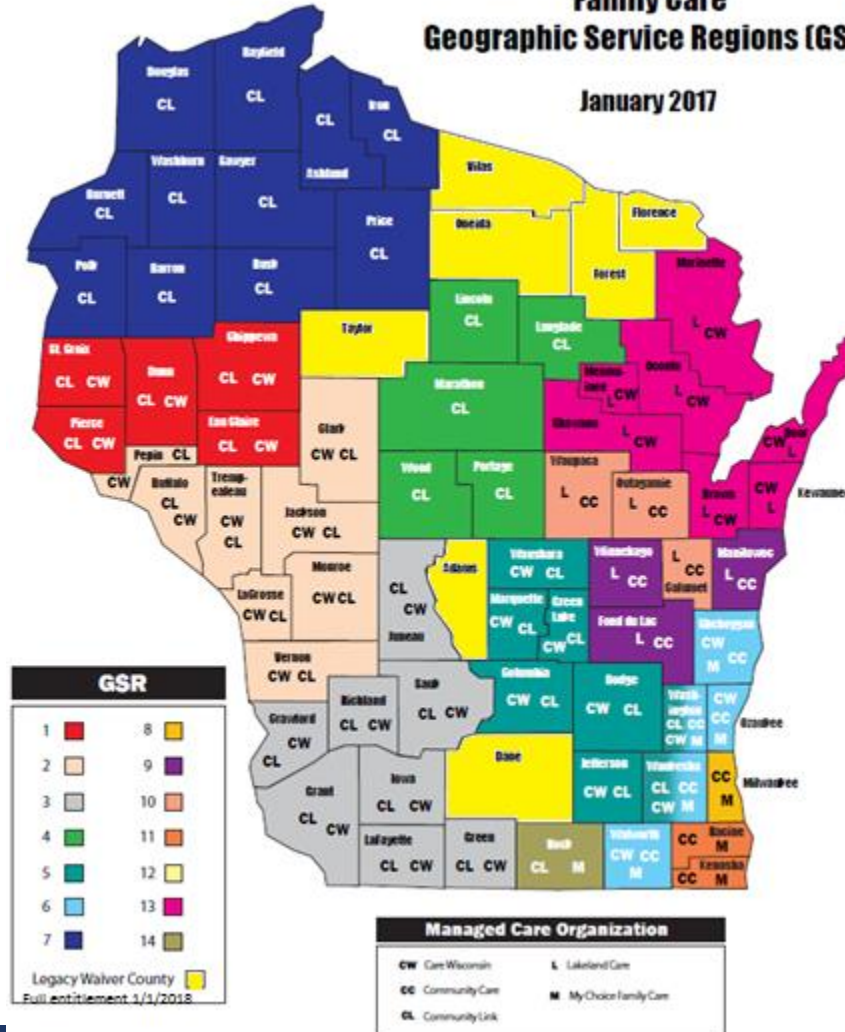 Family Care
Geographic Service Regions (GS
January 2017
Douglas
CL
Bayfield
CL
CL
Ashland
Iron
CL
Vilas
Washburn
CL
Sawyer
CL
Burnett
CL
Price
CL
Oneida
Florence
Forest
Polk
CL
Barron
CL
Rusk
CL
Lincoln
CL
Langlade
CL
Marinette
L CW
Taylor
St. Croix
CL CW
Dunn
CL CW
Chippewa
CL CW
Marathon
CL
Menomi-
nee
L CW
Oconto
L CW
Pierce
CL CW
Eau Claire
CL CW
Clark
CW CL
Shawano
L CW
Door
CW L
Pepin CL
CW
Buffalo
CL
CW
Tremp-
ealeau
CW
CL
Jackson
CW CL
Wood
CL
Portage
CL
Waupaca
L CC
Outagamie
L CC
Brown
L CW
CW
L
Kewaunee
Monroe
CW CL
LaCrosse
CW CL
CL
CW
Juneau
Adams
Waushara
CW CL
Winnebago
L CC
L
CC
Calumet
Manitowoc
L CC
Marquette
CW CL
Green
Lake
CW CL
Fond du Lac
L CC
Sheboygan
CW
M CC
Vernon
CW CL
Richland
CL CW
Sauk
CL CW
Columbia
CW CL
Dodge
CW CL
Wash-
ington
CL CC
CW M
CW
CC
M
Ozaukee
Crawford
CW
CL
Grant
CL
CW
Iowa
CL CW
Dane
Jefferson
CW CL
Waukesha
CL CC
CW M
CC
M
Milwaukee
LaFayette
CL CW
Green
CL CW
Rock
CL M
Walworth
CW CC
M
Racine
CC M
Kenosha
CC M
GSR
1 8
2 9
3 10
4 11
5 12
6 13
7 14
Legacy Waiver County
Full entitlement 1/1/2018
Managed Care Organization
CW Care Wisconsin
L Lakeland Care
CC Community Care
M My Choice Family Care
CL Community Link